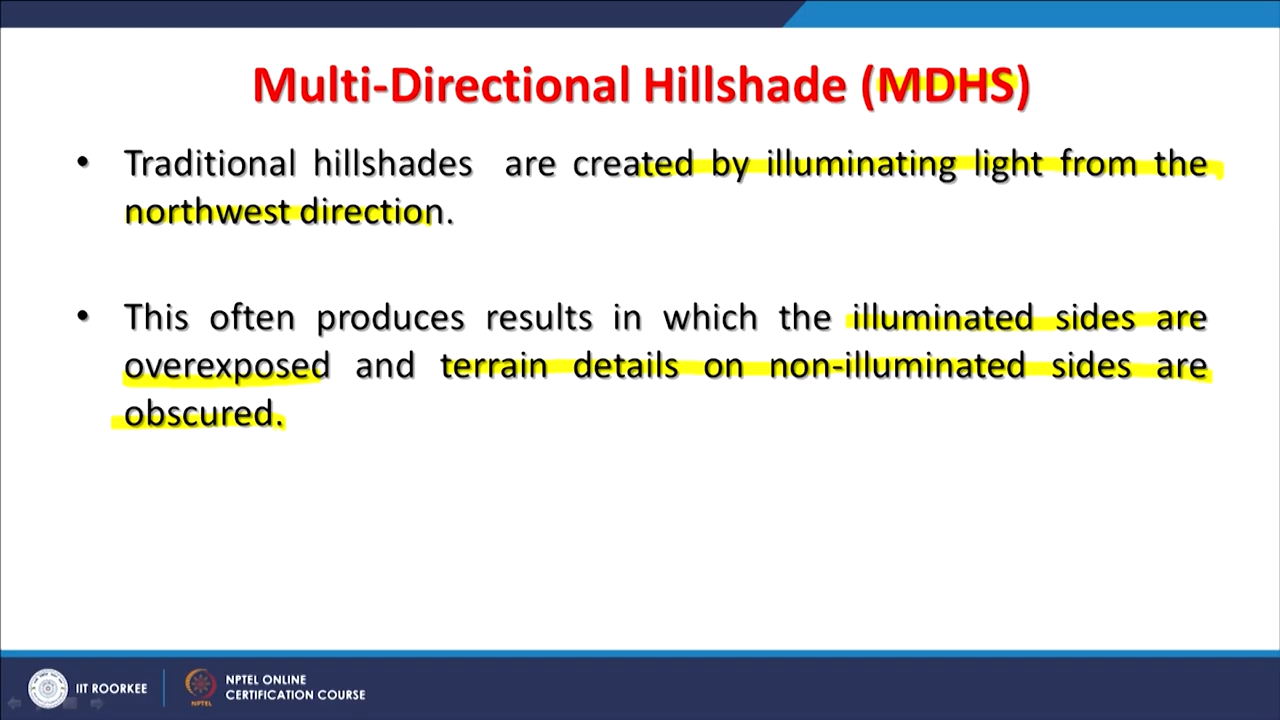 Multi-Directional Hillshade (MDHS)
• Traditional hillshades are created by illuminating light from the
northwest direction.
• This often produces results in which the illuminated sides are
overexposed and terrain details on non-illuminated sides are
obscured.
IIT ROORKEE
NPTEL
NPTEL ONLINE
CERTIFICATION COURSE